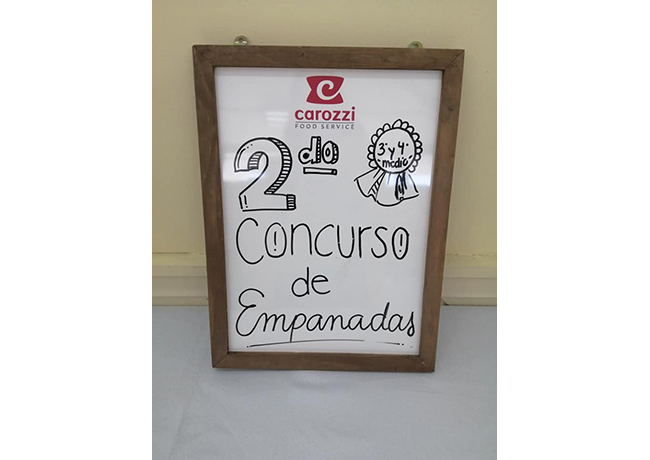 carozzi
FOOD SERVICE
2do
3° y 4°
medio
Concurso
de
Empanadas